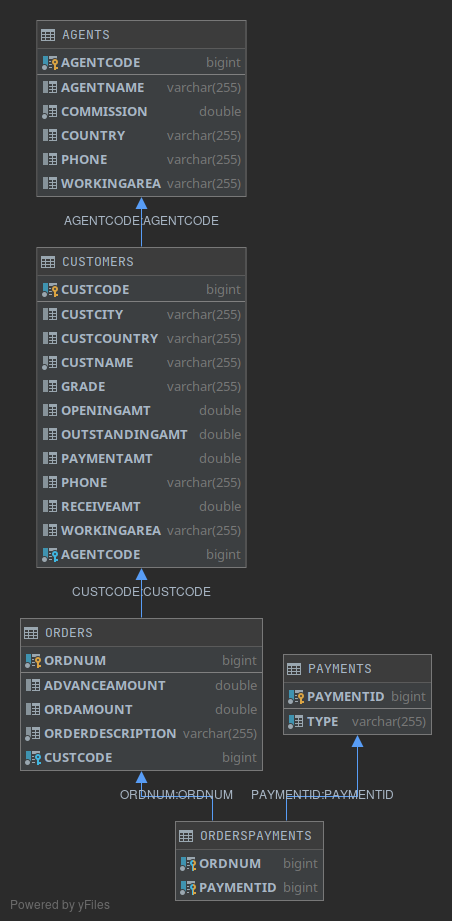 AGENTS
AGENTCODE bigint
AGENTNAME varchar(255)
COMMISSION double
COUNTRY varchar(255)
PHONE varchar(255)
WORKINGAREA varchar(255)
AGENTCODE:AGENTCODE
CUSTOMERS
CUSTCODE bigint
CUSTCITY varchar(255)
CUSTCOUNTRY varchar(255)
CUSTNAME varchar(255)
GRADE varchar(255)
OPENINGAMT double
OUTSTANDINGAMT double
PAYMENTAMT double
PHONE varchar(255)
RECEIVEAMT double
WORKINGAREA varchar(255)
AGENTCODE bigint
CUSTCODE:CUSTCODE
ORDERS
ORDNUM bigint
ADVANCEAMOUNT double
ORDAMOUNT double
ORDERDESCRIPTION varchar(255)
CUSTCODE bigint
PAYMENTS
PAYMENTID bigint
TYPE varchar(255)
ORDNUM:ORDNUM
PAYMENTID:PAYMENTID
ORDERSPAYMENTS
ORDNUM bigint
PAYMENTID bigint
Powered by yFiles